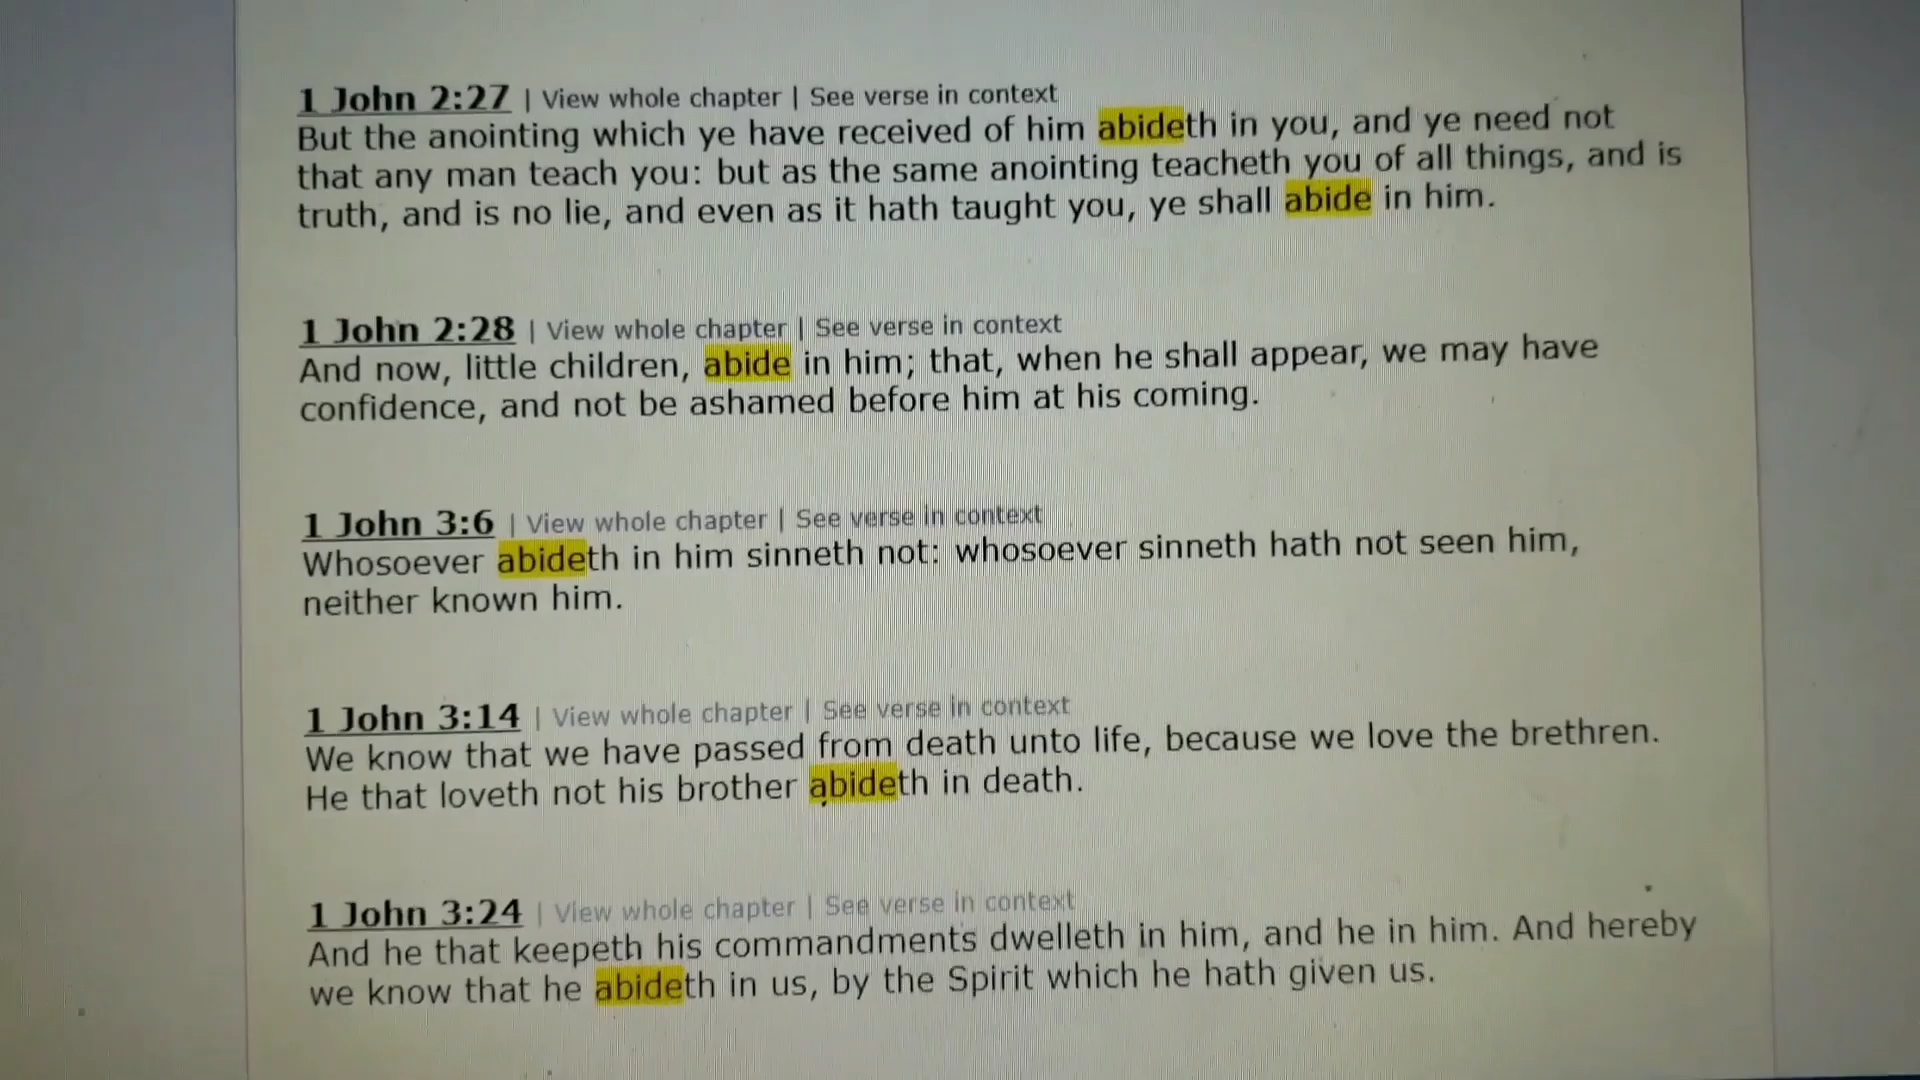 1 John 2:27 | View whole chapter | See verse in context
But the anointing which ye have received of him abideth in you, and ye need not
that any man teach you: but as the same anointing teacheth you of all things, and is
truth, and is no lie, and even as it hath taught you, ye shall abide in him.
1 John 2:28 | View whole chapter | See verse in context
And now, little children, abide in him; that, when he shall appear, we may have
confidence, and not be ashamed before him at his coming.
1 John 3:6 | View whole chapter | See verse in context
Whosoever abideth in him sinneth not: whosoever sinneth hath not seen him,
neither known him.
1 John 3:14 | View whole chapter | See verse in context
We know that we have passed from death unto life, because we love the brethren.
He that loveth not his brother abideth in death.
1 John 3:24 | View whole chapter | See verse in context
And he that keepeth his commandments dwelleth in him, and he in him. And hereby
we know that he abideth in us, by the Spirit which he hath given us.